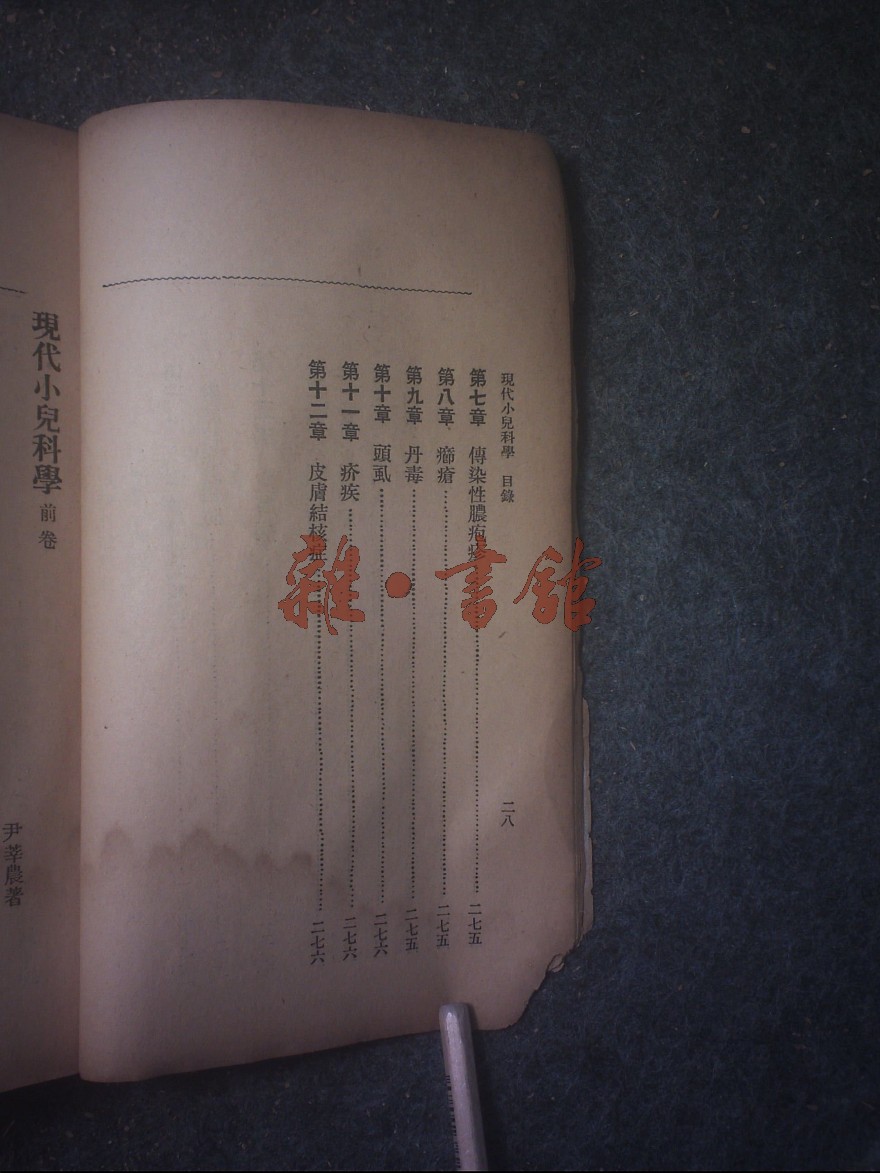 現代小兒科學　目錄　二八
第七章　傳染性膿疱疹…………二七五
第八章　癤瘡…………二七五
第九章　丹毒…………二七五
第十章　頭虱…………二七六
第十一章　疥疾…………二七六
第十二章　皮膚結核症…………二七六
現代小兒科學 前卷
尹莘農著
雜・書館